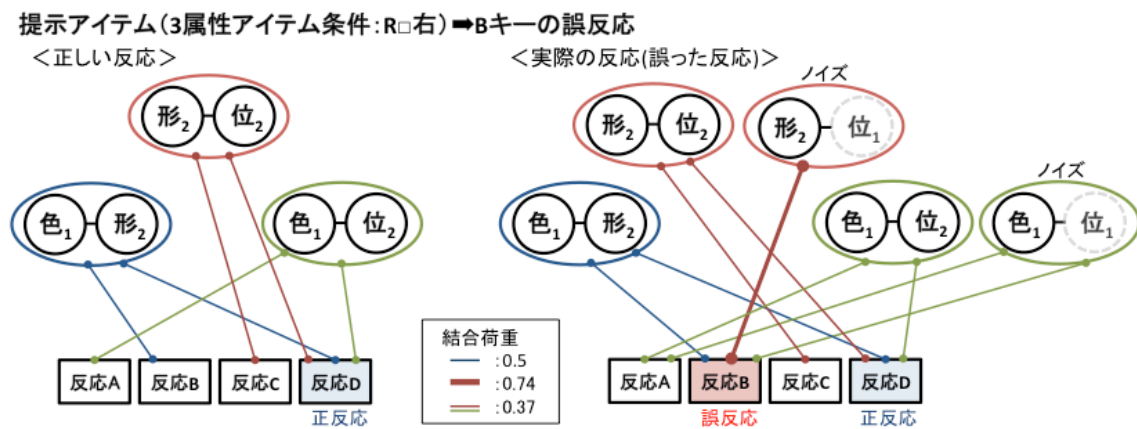 提示アイテム(3属性アイテム条件:R□右)➡Bキーの誤反応
＜正しい反応＞
形₂ 位₂
色₁ 形₂
色₁ 位₂
反応A 反応B 反応C 反応D
正反応
結合荷重
:0.5
:0.74
:0.37
＜実際の反応(誤った反応)＞
ノイズ
形₂ 位₂
形₂ 位₁
ノイズ
色₁ 形₂
色₁ 位₂
色₁ 位₁
反応A 反応B 反応C 反応D
誤反応 正反応